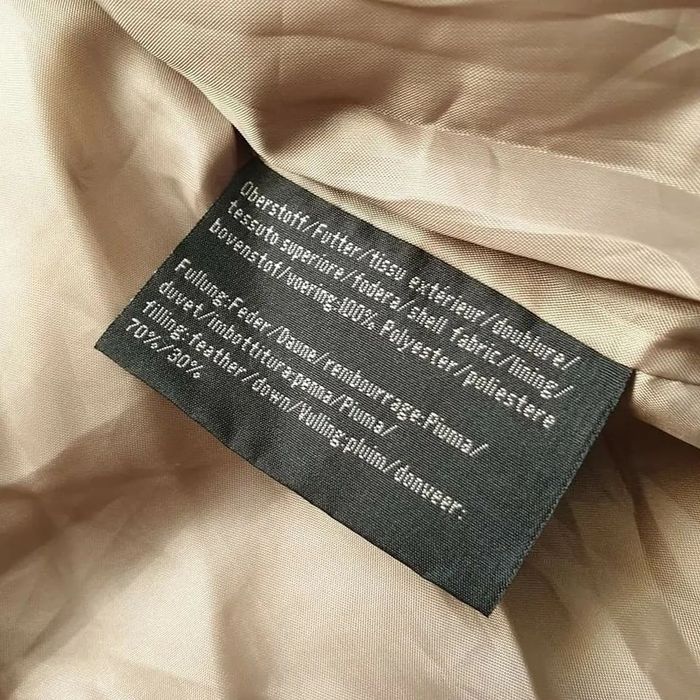 Oberstoff/Futter/tissu extérieur/doublure/
tessuto superiore/fodera/shell fabric/lining/
bovenstof/voering:100% Polyester/poliestere
Fullung:Feder/Daune/rembourrage:Piuma/
duvet/imbottitura:penna/Piuma/
filling:feather/down/Vulling:pluim/donveer.
70%/30%